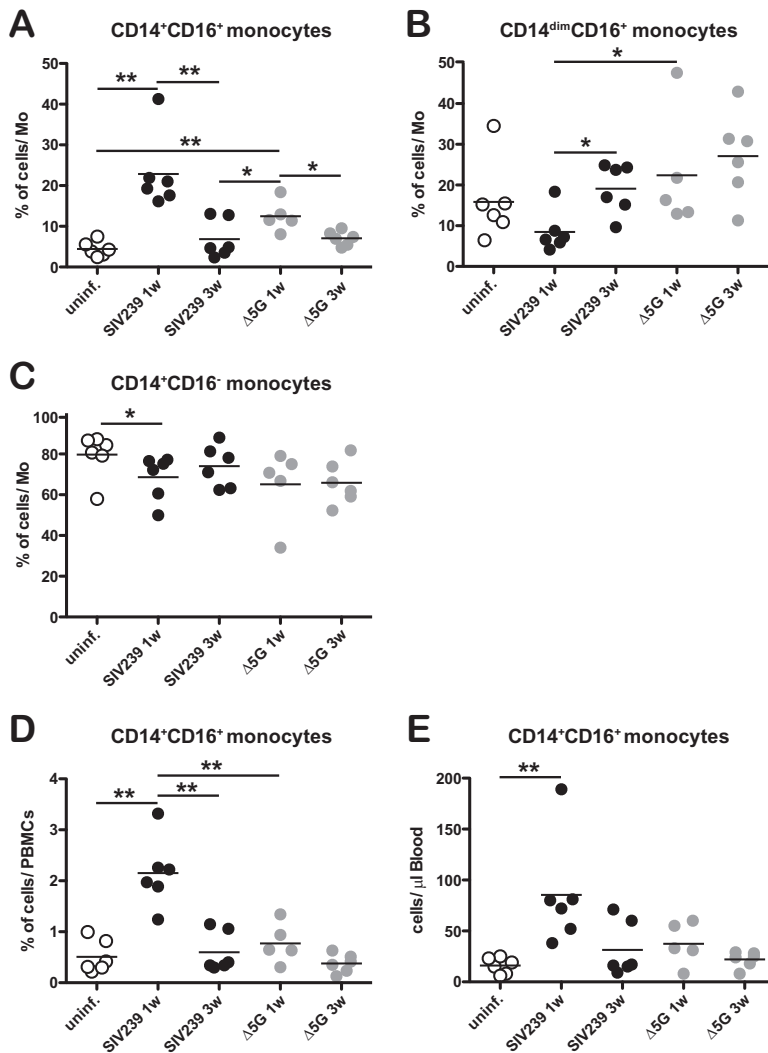 A
CD14⁺CD16⁺ monocytes
% of cells/ Mo
50
40
30
20
10
0
** **
**
* *
uninf. SIV239 1w SIV239 3w Δ5G 1w Δ5G 3w
B
CD14ᵈⁱᵐCD16⁺ monocytes
% of cells/ Mo
50
40
30
20
10
0
*
*
uninf. SIV239 1w SIV239 3w Δ5G 1w Δ5G 3w
C
CD14⁺CD16⁻ monocytes
% of cells/ Mo
100
80
60
40
20
0
*
uninf. SIV239 1w SIV239 3w Δ5G 1w Δ5G 3w
D
CD14⁺CD16⁺ monocytes
% of cells/ PBMCs
4
3
2
1
0
**
** **
uninf. SIV239 1w SIV239 3w Δ5G 1w Δ5G 3w
E
CD14⁺CD16⁺ monocytes
cells/ µl Blood
200
150
100
50
0
**
uninf. SIV239 1w SIV239 3w Δ5G 1w Δ5G 3w